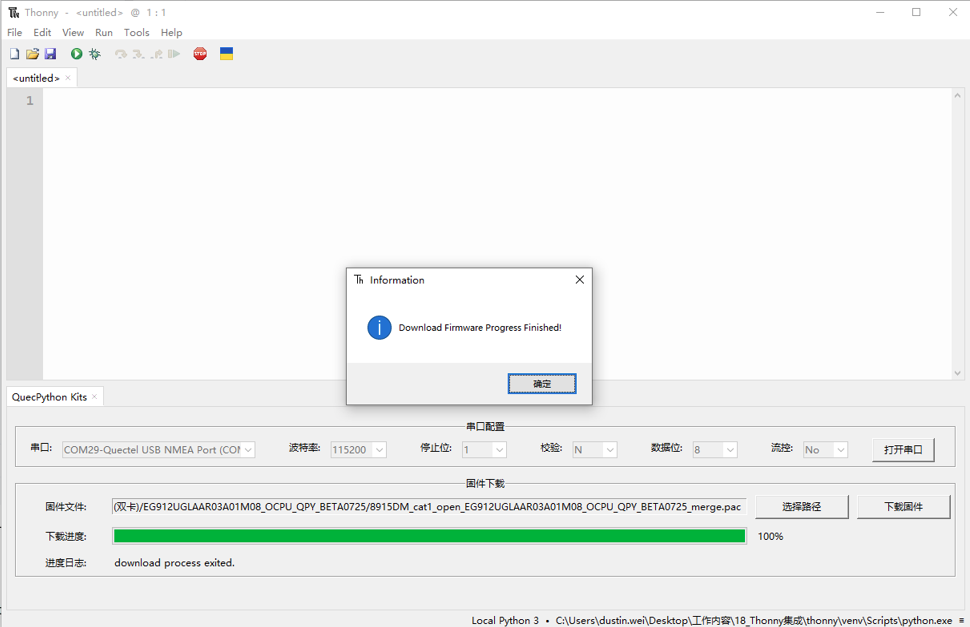 Thonny - <untitled> @ 1 : 1
File Edit View Run Tools Help
STOP
<untitled> ×
1
Information
Download Firmware Progress Finished!
确定
QuecPython Kits ×
串口配置
串口: COM29-Quectel USB NMEA Port (COM 波特率: 115200 停止位: 1 校验: N 数据位: 8 流控: No 打开串口
固件下载
固件文件: (双卡)/EG912UGLAAR03A01M08_OCPU_QPY_BETA0725/8915DM_cat1_open_EG912UGLAAR03A01M08_OCPU_QPY_BETA0725_merge.pac 选择路径 下载固件
下载进度: 100%
进度日志: download process exited.
Local Python 3 • C:\Users\dustin.wei\Desktop\工作内容\18_Thonny集成\thonny\venv\Scripts\python.exe ≡